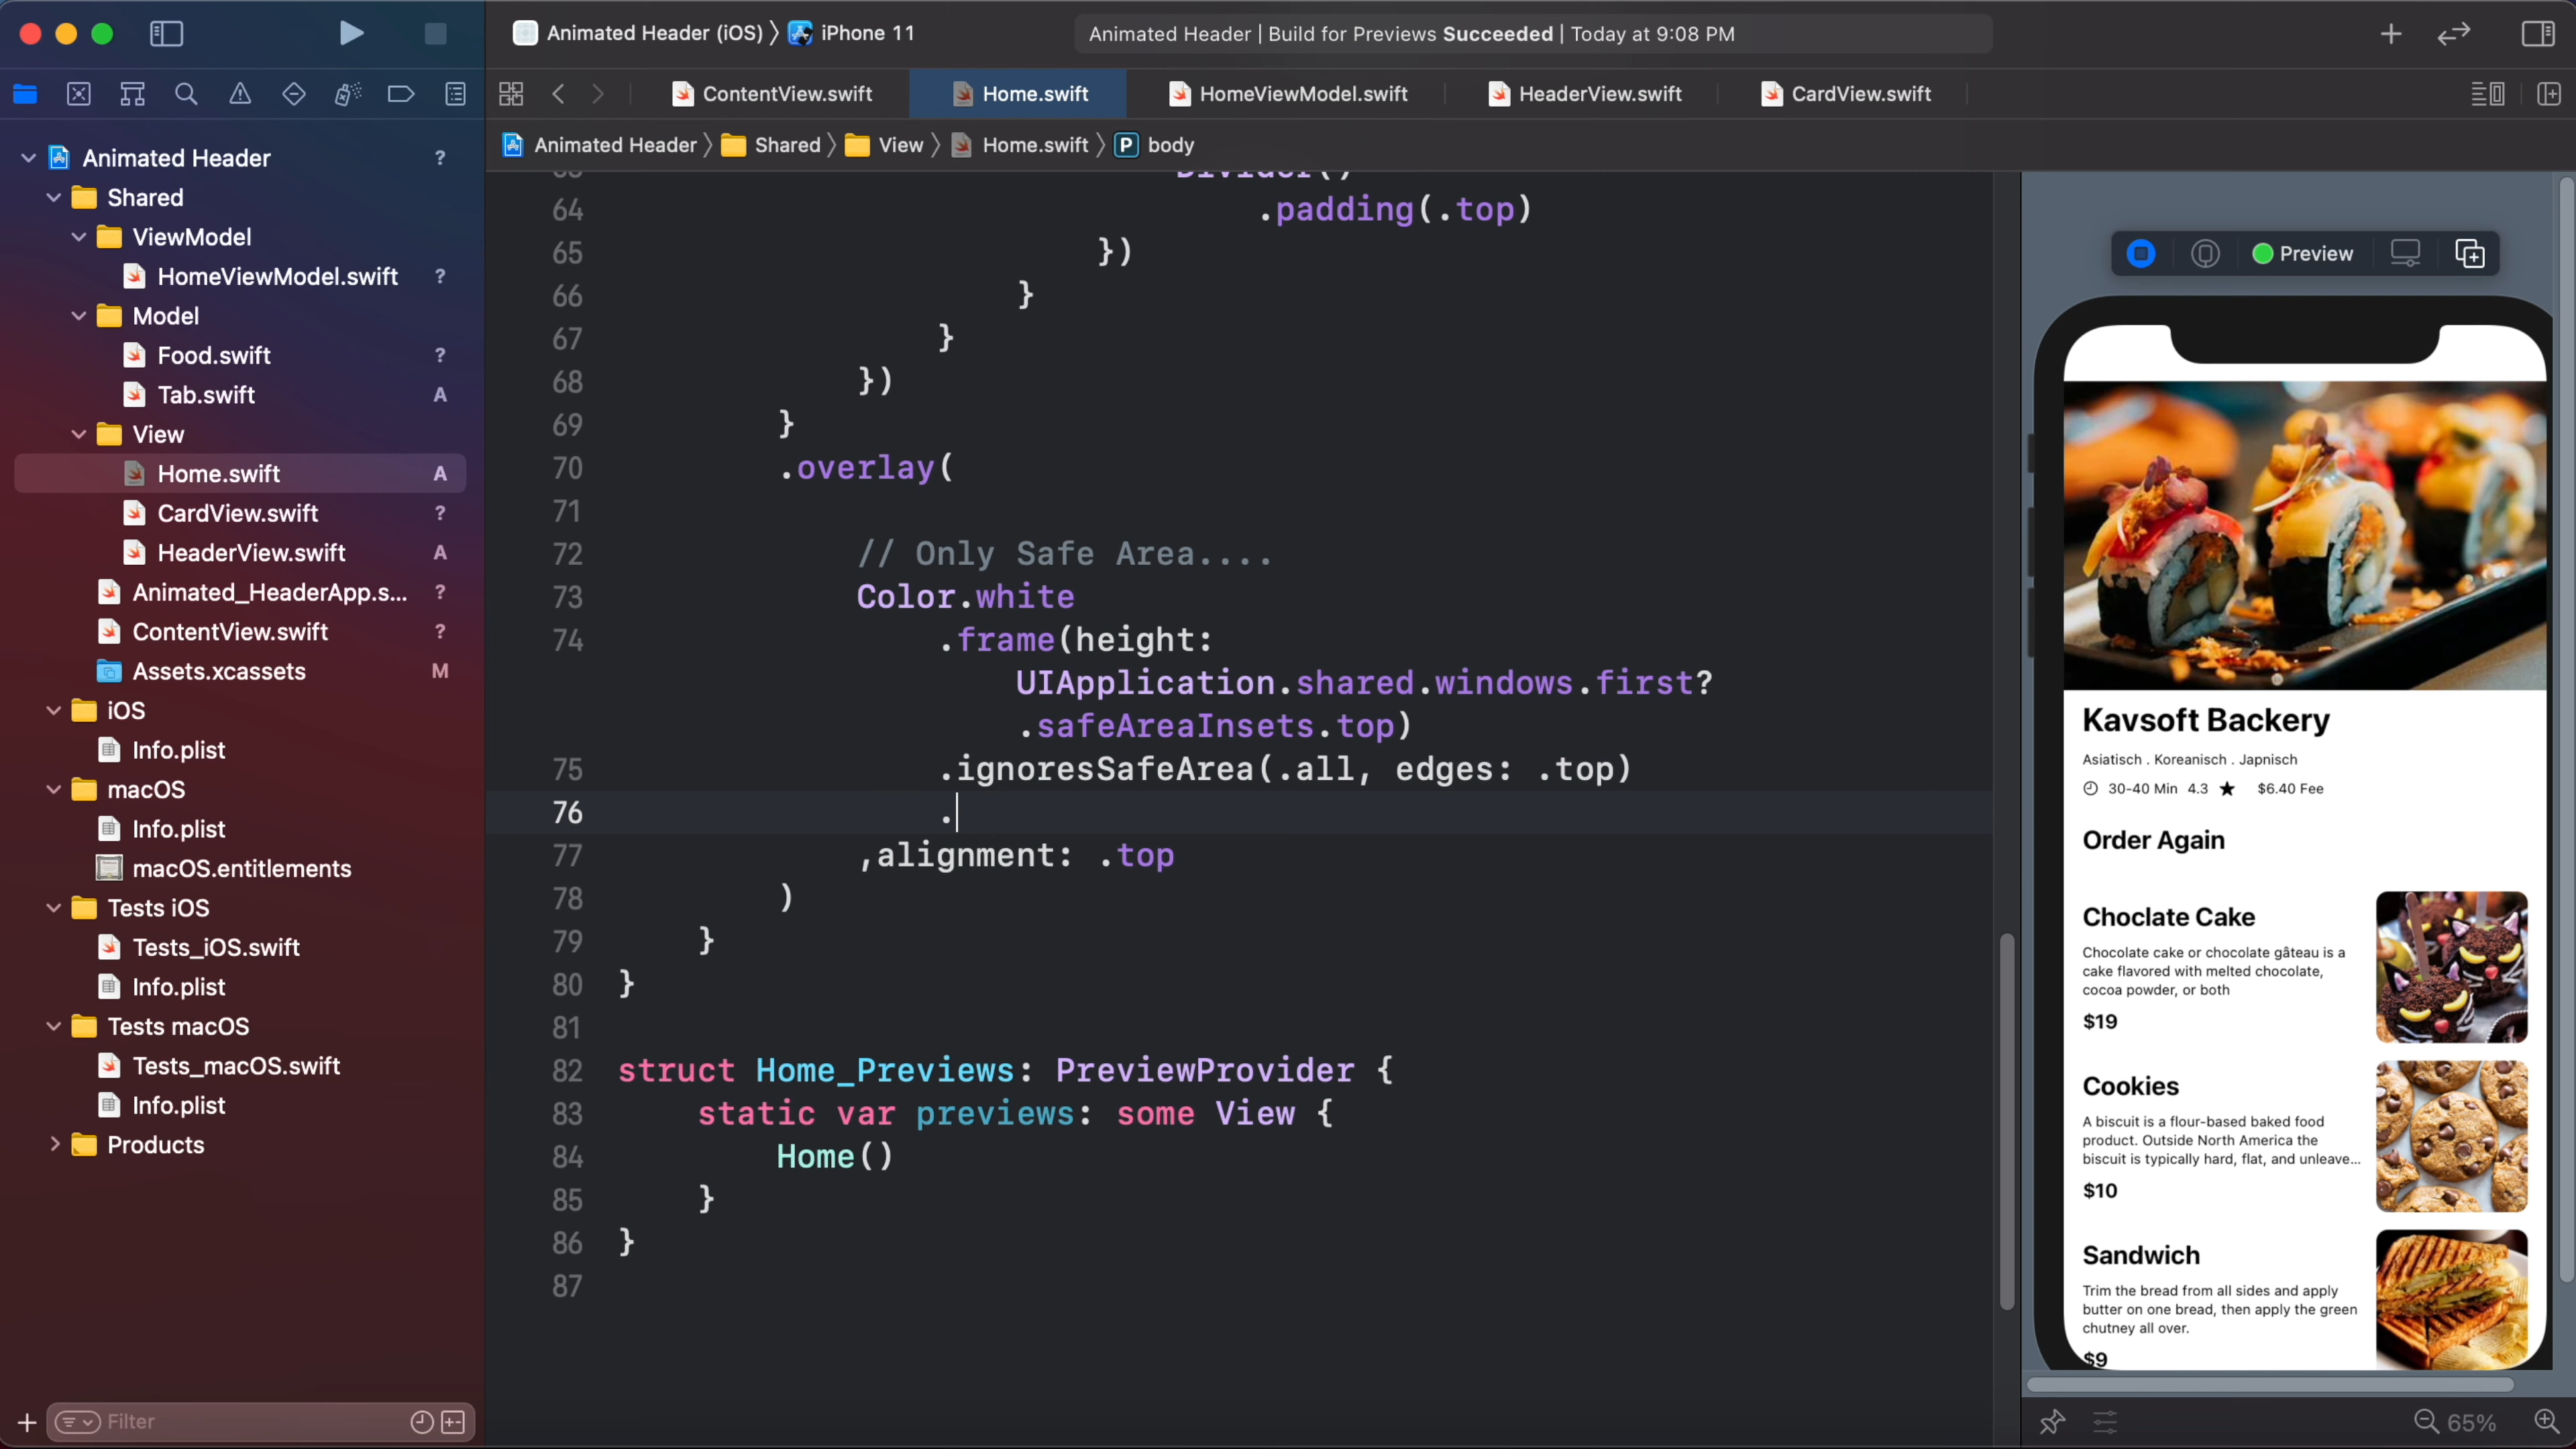 Animated Header (iOS) 〉 iPhone 11
Animated Header | Build for Previews Succeeded | Today at 9:08 PM
ContentView.swift
Home.swift
HomeViewModel.swift
HeaderView.swift
CardView.swift
Animated Header 〉 Shared 〉 View 〉 Home.swift 〉 P body
Animated Header ?
Shared
ViewModel
HomeViewModel.swift ?
Model
Food.swift ?
Tab.swift A
View
Home.swift A
CardView.swift ?
HeaderView.swift A
Animated_HeaderApp.s... ?
ContentView.swift ?
Assets.xcassets M
iOS
Info.plist
macOS
Info.plist
macOS.entitlements
Tests iOS
Tests_iOS.swift
Info.plist
Tests macOS
Tests_macOS.swift
Info.plist
Products
Filter
Divider()
64 .padding(.top)
65 })
66 }
67 }
68 })
69 }
70 .overlay(
71
72 // Only Safe Area....
73 Color.white
74 .frame(height:
UIApplication.shared.windows.first?
.safeAreaInsets.top)
75 .ignoresSafeArea(.all, edges: .top)
76 .
77 ,alignment: .top
78 )
79 }
80 }
81
82 struct Home_Previews: PreviewProvider {
83 static var previews: some View {
84 Home()
85 }
86 }
87
Preview
Kavsoft Backery
Asiatisch . Koreanisch . Japnisch
30-40 Min 4.3 ★ $6.40 Fee
Order Again
Choclate Cake
Chocolate cake or chocolate gâteau is a
cake flavored with melted chocolate,
cocoa powder, or both
$19
Cookies
A biscuit is a flour-based baked food
product. Outside North America the
biscuit is typically hard, flat, and unleave...
$10
Sandwich
Trim the bread from all sides and apply
butter on one bread, then apply the green
chutney all over.
$9
65%